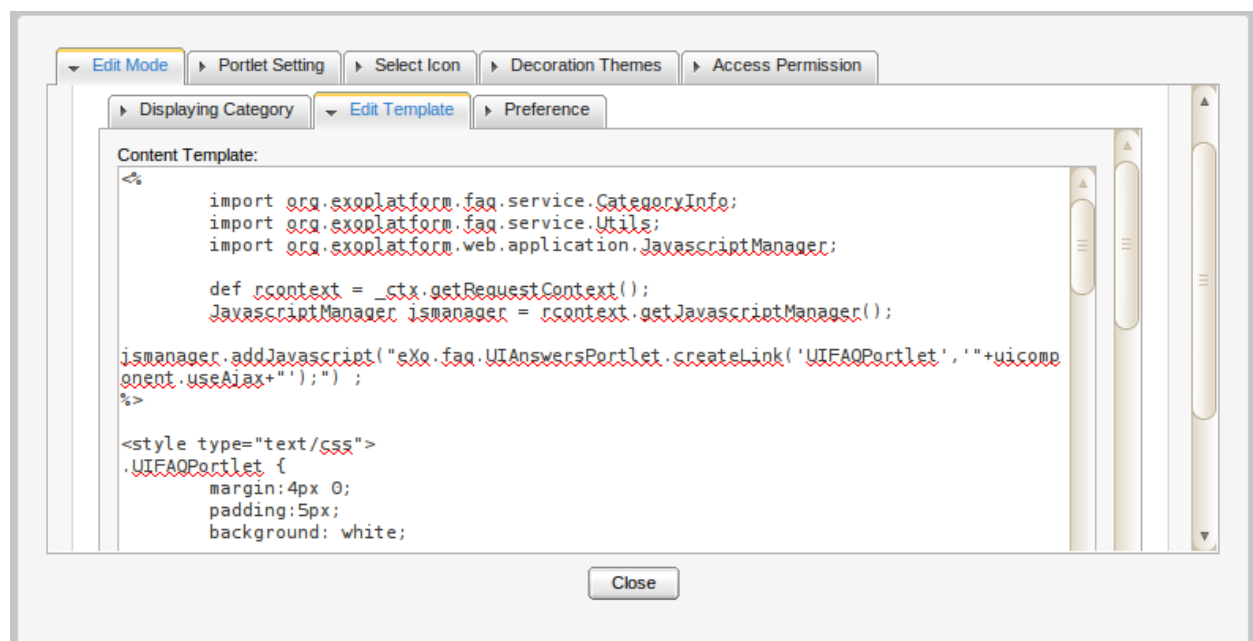 Edit Mode Portlet Setting Select Icon Decoration Themes Access Permission
Displaying Category Edit Template Preference
Content Template:
<%
import org.exoplatform.faq.service.CategoryInfo;
import org.exoplatform.faq.service.Utils;
import org.exoplatform.web.application.JavascriptManager;
def rcontext = _ctx.getRequestContext();
JavascriptManager jsmanager = rcontext.getJavascriptManager();
jsmanager.addJavascript("eXo.faq.UIAnswersPortlet.createLink('UIFAQPortlet','"+uicomp
onent.useAjax+"');") ;
%>
<style type="text/css">
.UIFAQPortlet {
margin:4px 0;
padding:5px;
background: white;
Close